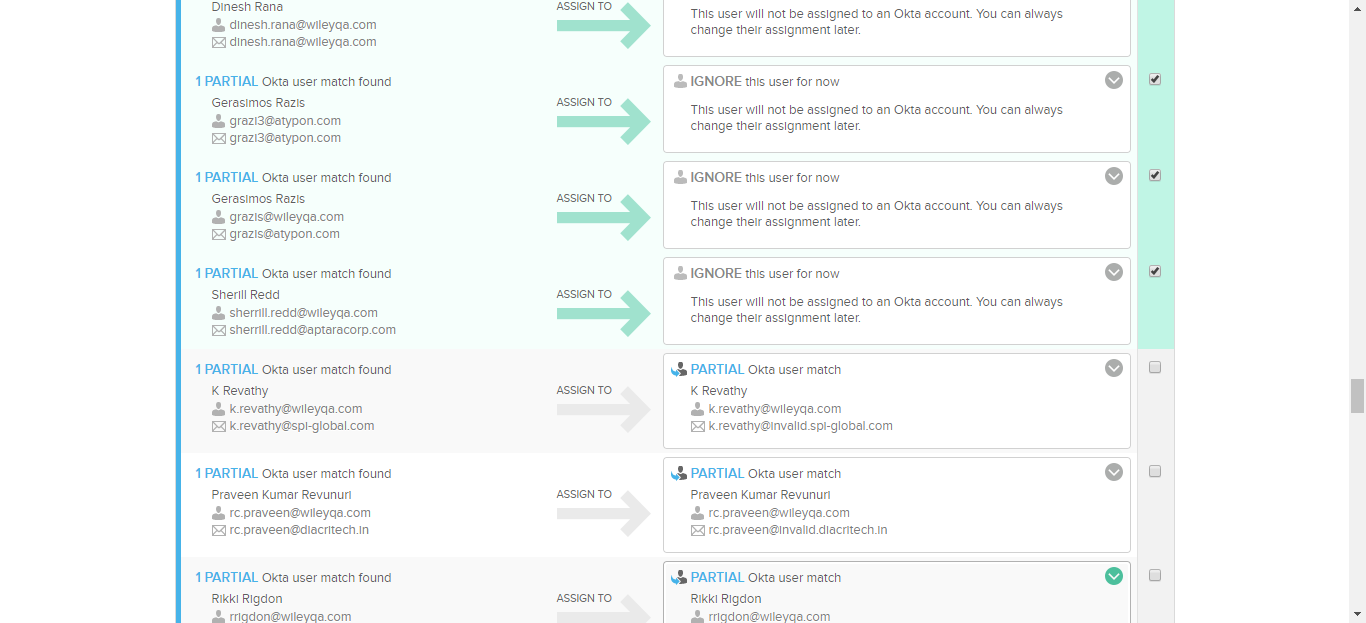 Dinesh Rana
dinesh.rana@wileyqa.com
dinesh.rana@wileyqa.com
ASSIGN TO
This user will not be assigned to an Okta account. You can always
change their assignment later.
1 PARTIAL Okta user match found
Gerasimos Razis
grazi3@atypon.com
grazi3@atypon.com
ASSIGN TO
IGNORE this user for now
This user will not be assigned to an Okta account. You can always
change their assignment later.
1 PARTIAL Okta user match found
Gerasimos Razis
grazis@wileyqa.com
grazis@atypon.com
ASSIGN TO
IGNORE this user for now
This user will not be assigned to an Okta account. You can always
change their assignment later.
1 PARTIAL Okta user match found
Sherill Redd
sherrill.redd@wileyqa.com
sherrill.redd@aptaracorp.com
ASSIGN TO
IGNORE this user for now
This user will not be assigned to an Okta account. You can always
change their assignment later.
1 PARTIAL Okta user match found
K Revathy
k.revathy@wileyqa.com
k.revathy@spi-global.com
ASSIGN TO
PARTIAL Okta user match
K Revathy
k.revathy@wileyqa.com
k.revathy@invalid.spi-global.com
1 PARTIAL Okta user match found
Praveen Kumar Revunuri
rc.praveen@wileyqa.com
rc.praveen@diacritech.in
ASSIGN TO
PARTIAL Okta user match
Praveen Kumar Revunuri
rc.praveen@wileyqa.com
rc.praveen@invalid.diacritech.in
1 PARTIAL Okta user match found
Rikki Rigdon
rrigdon@wileyqa.com
ASSIGN TO
PARTIAL Okta user match
Rikki Rigdon
rrigdon@wileyqa.com